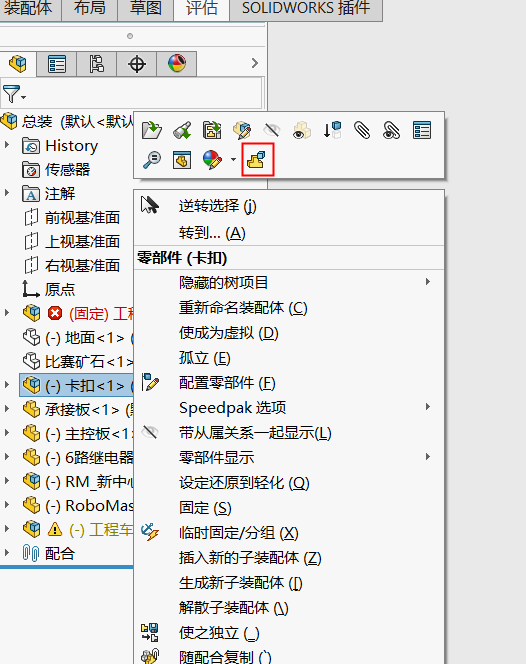 装配体 布局 草图 评估 SOLIDWORKS 插件
总装 (默认<默认
History
传感器
注解
前视基准面
上视基准面
右视基准面
原点
(固定) 工程
(-) 地面<1> (
比赛矿石<1>
(-) 卡扣<1> (
承接板<1> (默
(-) 主控板<1>
(-) 6路继电器
(-) RM_新中心
(-) RoboMas
(-) 工程车
配合
逆转选择 (J)
转到... (A)
零部件 (卡扣)
隐藏的树项目
重新命名装配体 (C)
使成为虚拟 (D)
孤立 (E)
配置零部件 (F)
Speedpak 选项
带从属关系一起显示(L)
零部件显示
设定还原到轻化 (Q)
固定 (S)
临时固定/分组 (X)
插入新的子装配体 (Z)
生成新子装配体 ([)
解散子装配体 (\)
使之独立 (_)
随配合复制 (`)